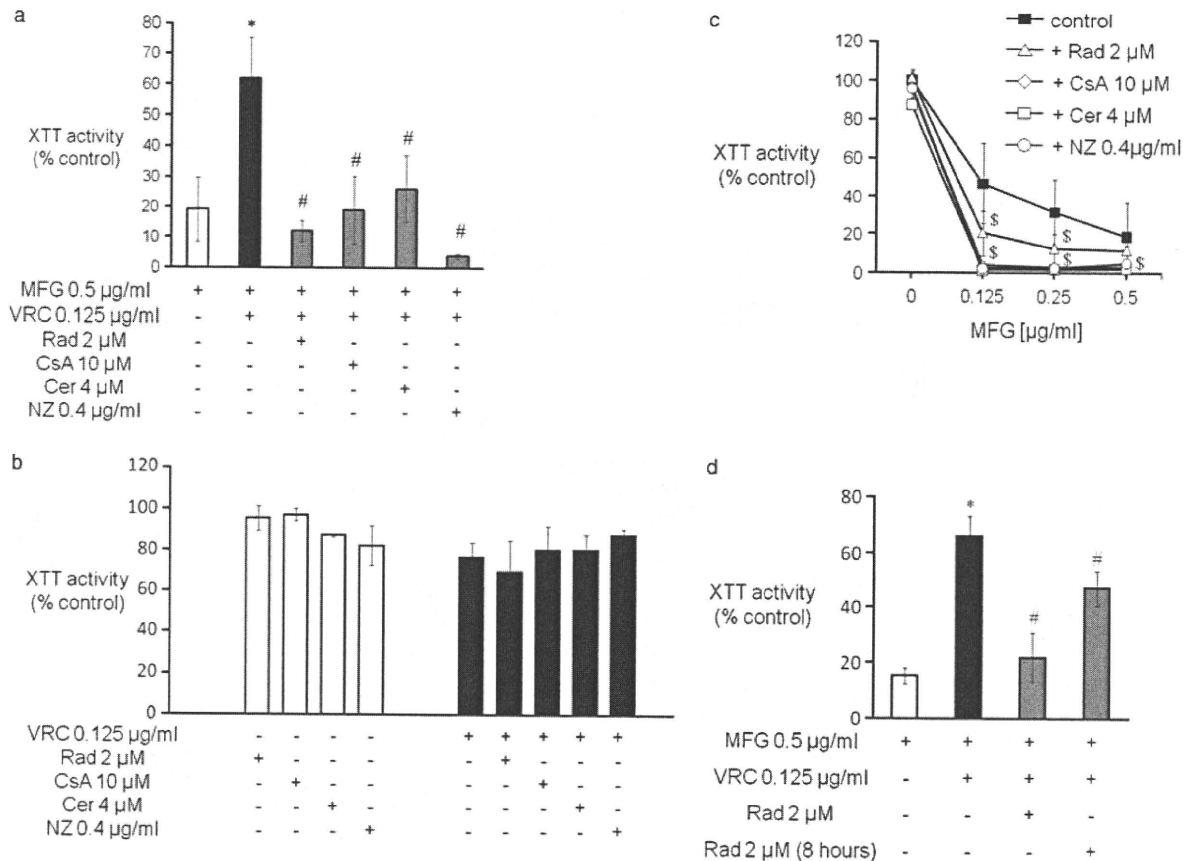 a
80
70
60
50
40
30
20
10
0
XTT activity
(% control)
*
#
#
#
#
MFG 0.5 µg/ml + + + + + +
VRC 0.125 µg/ml - + + + + +
Rad 2 µM - - + - - -
CsA 10 µM - - - + - -
Cer 4 µM - - - - + -
NZ 0.4 µg/ml - - - - - +
c
control
+ Rad 2 µM
+ CsA 10 µM
+ Cer 4 µM
+ NZ 0.4µg/ml
120
100
80
60
40
20
0
XTT activity
(% control)
$
$
$
$
$
0 0.125 0.25 0.5
MFG [µg/ml]
b
120
100
80
60
40
20
0
XTT activity
(% control)
VRC 0.125 µg/ml - - - - + + + + +
Rad 2 µM + - - - - + - - -
CsA 10 µM - + - - - - + - -
Cer 4 µM - - + - - - - + -
NZ 0.4 µg/ml - - - + - - - - +
d
80
60
40
20
0
XTT activity
(% control)
*
#
#
MFG 0.5 µg/ml + + + +
VRC 0.125 µg/ml - + + +
Rad 2 µM - - + -
Rad 2 µM (8 hours) - - - +